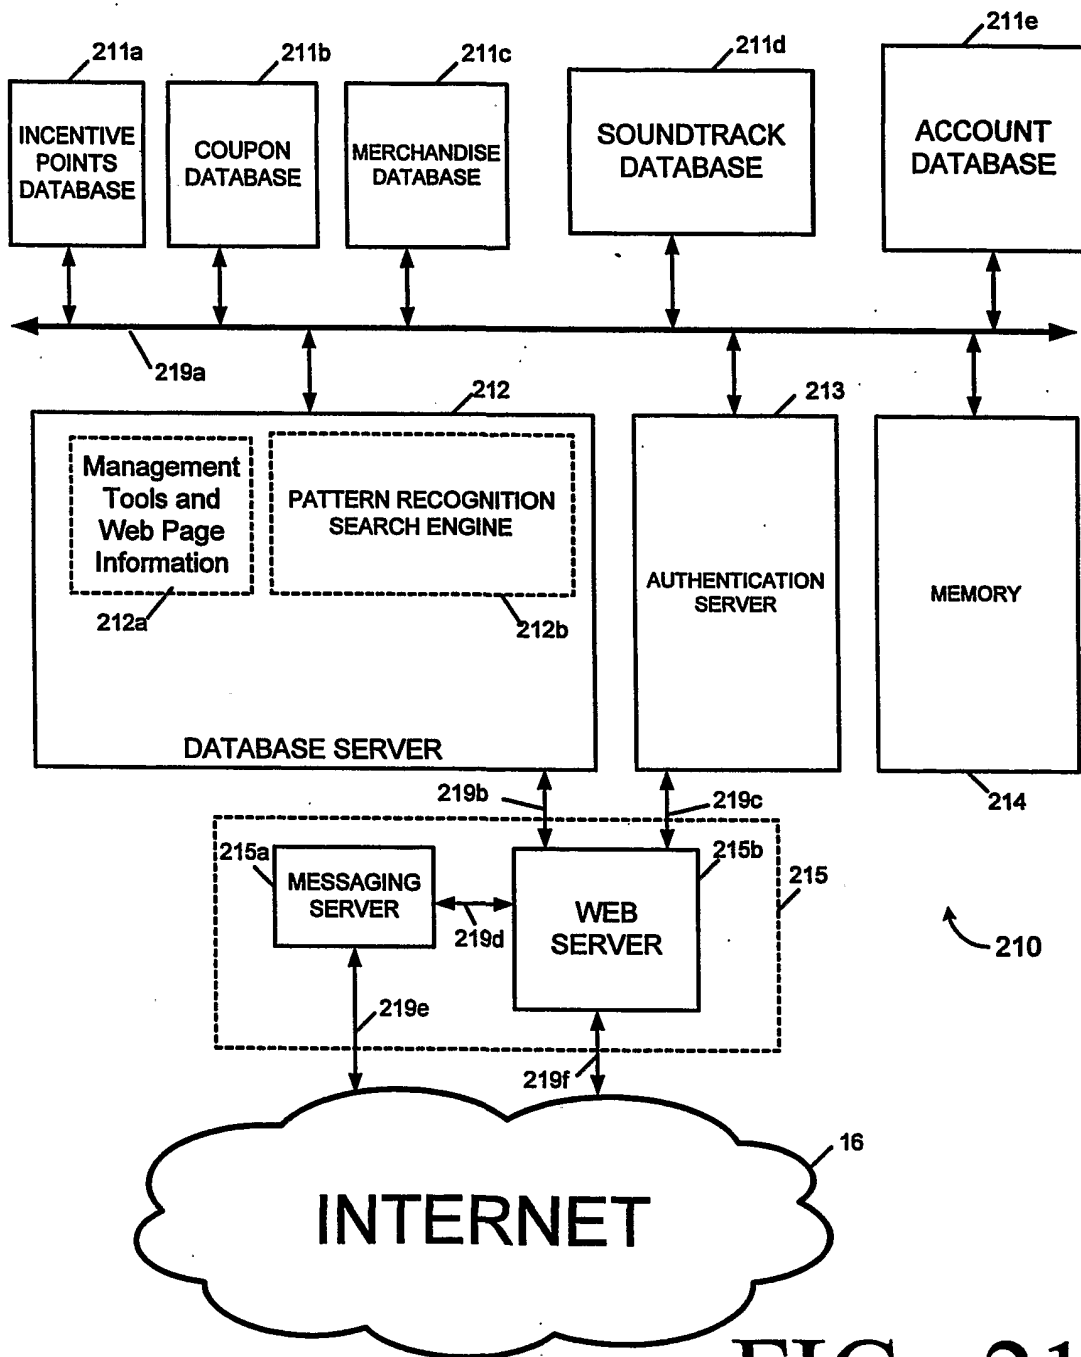 211a
211b
211c
211d
211e
INCENTIVE
POINTS
DATABASE
COUPON
DATABASE
MERCHANDISE
DATABASE
SOUNDTRACK
DATABASE
ACCOUNT
DATABASE
219a
212
213
Management
Tools and
Web Page
Information
212a
PATTERN RECOGNITION
SEARCH ENGINE
212b
DATABASE SERVER
AUTHENTICATION
SERVER
MEMORY
214
219b
219c
215a
MESSAGING
SERVER
219d
215b
WEB
SERVER
215
210
219e
219f
16
INTERNET
FIG. 21